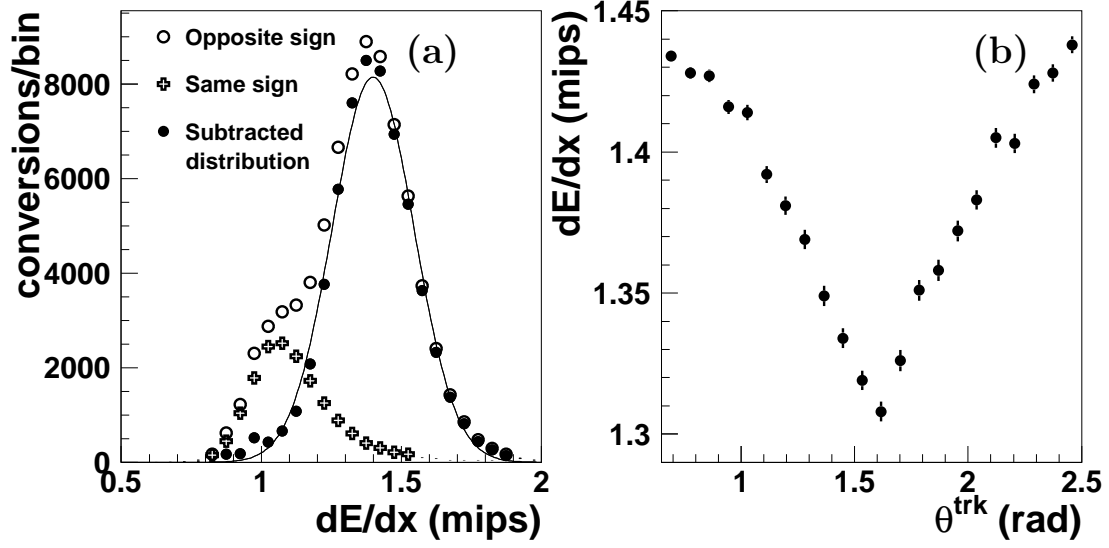 (a)
Opposite sign
Same sign
Subtracted
distribution
conversions/bin
8000
6000
4000
2000
0
0.5
1
1.5
2
dE/dx (mips)
(b)
dE/dx (mips)
1.45
1.4
1.35
1.3
1
1.5
2
2.5
θtrk (rad)